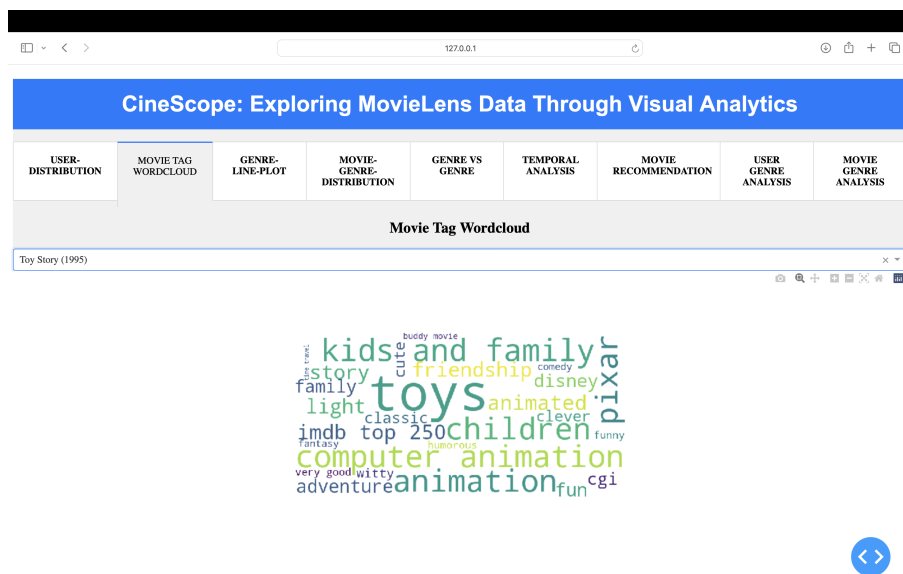 127.0.0.1
CineScope: Exploring MovieLens Data Through Visual Analytics
USER-
DISTRIBUTION
MOVIE TAG
WORDCLOUD
GENRE-
LINE-PLOT
MOVIE-
GENRE-
DISTRIBUTION
GENRE VS
GENRE
TEMPORAL
ANALYSIS
MOVIE
RECOMMENDATION
USER
GENRE
ANALYSIS
MOVIE
GENRE
ANALYSIS
Movie Tag Wordcloud
Toy Story (1995)
buddy movie
time travel
kids and family
cute
pixar
story
friendship
comedy
disney
family
toys
animated
light
classic
clever
imdb top 250
children
funny
fantasy
humorous
computer animation
very good
witty
adventure
animation
fun
cgi